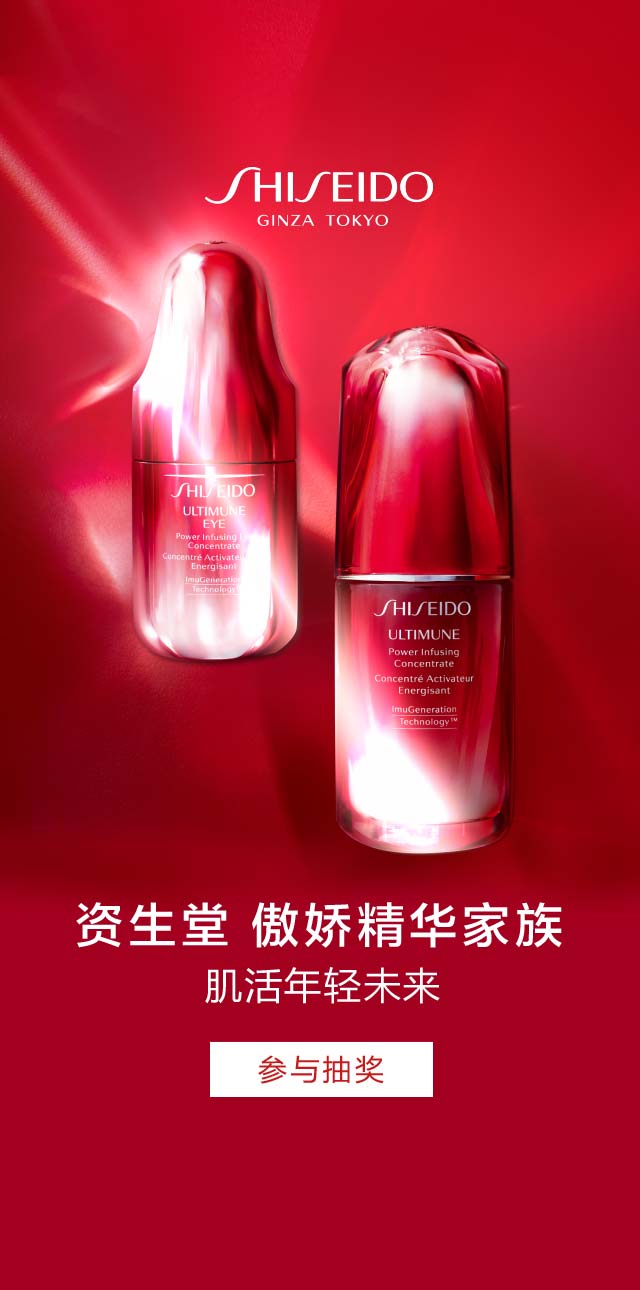 SHISEIDO
GINZA TOKYO
SHISEIDO
ULTIMUNE
EYE
Power Infusing
Concentrate
Concentré
Energisant
ImuGeneration
Technology
SHISEIDO
ULTIMUNE
Power Infusing
Concentrate
Concentré Activateur
Energisant
ImuGeneration
Technology™
资生堂 傲娇精华家族
肌活年轻未来
参与抽奖